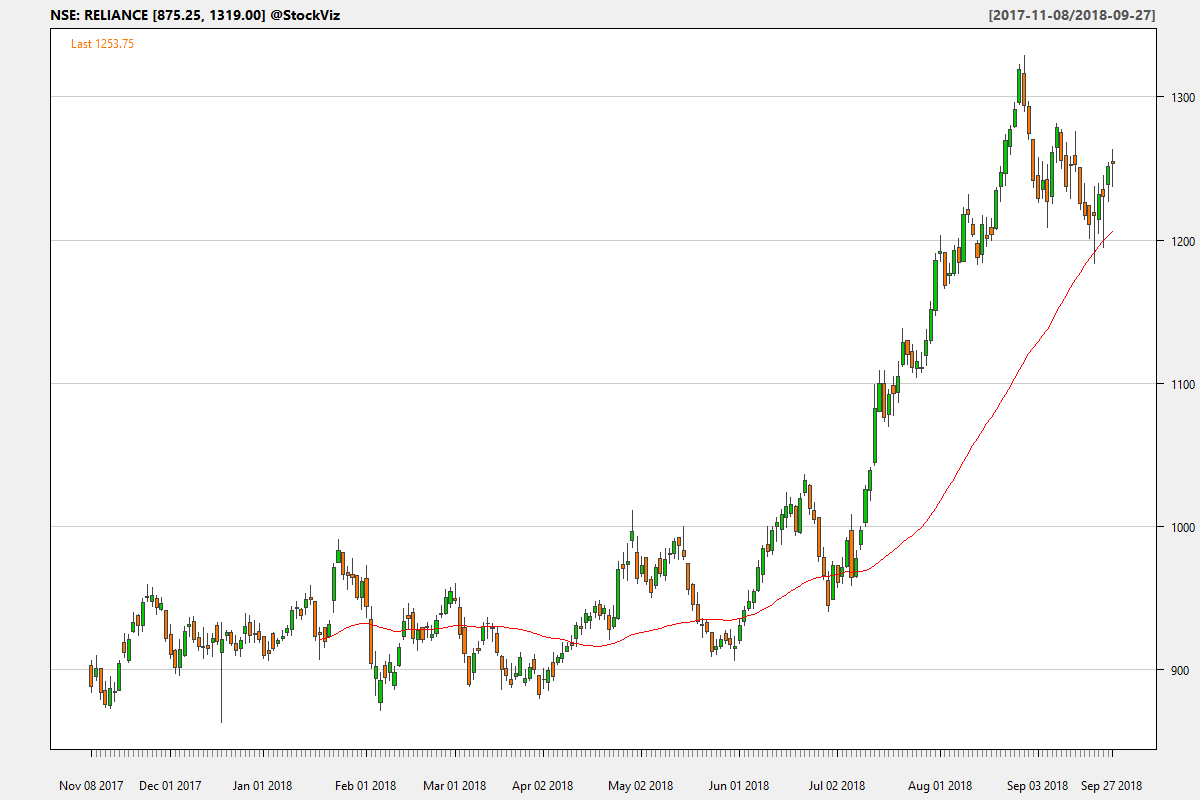 NSE: RELIANCE [875.25, 1319.00] @StockViz [2017-11-08/2018-09-27]
Last 1253.75
1300
1200
1100
1000
900
Nov 08 2017 Dec 01 2017 Jan 01 2018 Feb 01 2018 Mar 01 2018 Apr 02 2018 May 02 2018 Jun 01 2018 Jul 02 2018 Aug 01 2018 Sep 03 2018 Sep 27 2018